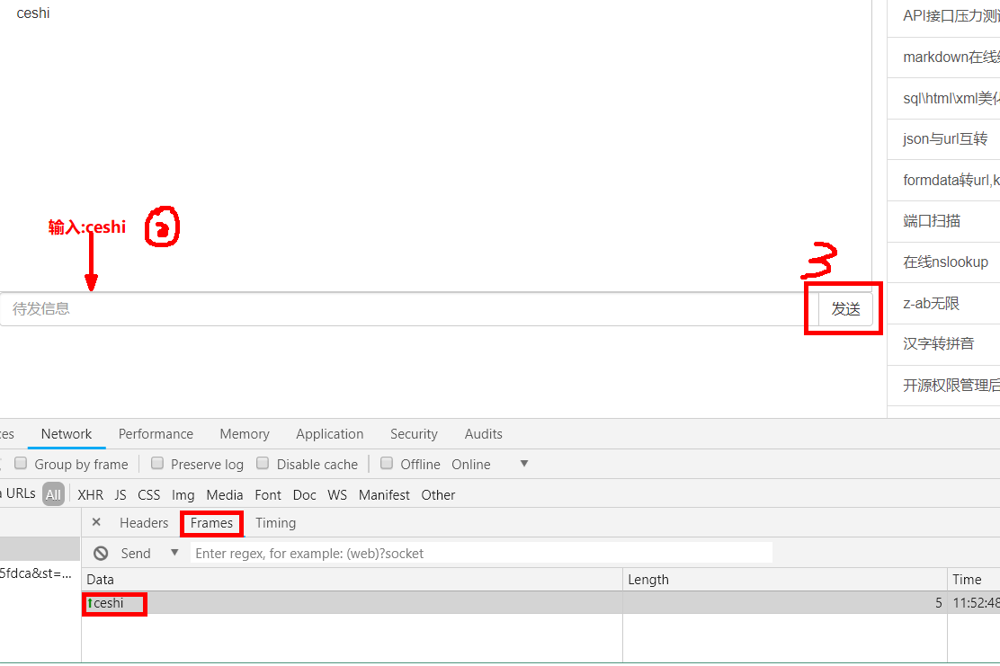 ceshi
API接口压力测
markdown在线
sql\html\xml美化
json与url互转
formdata转url,k
端口扫描
在线nslookup
z-ab无限
汉字转拼音
开源权限管理后
输入:ceshi
2
3
待发信息
发送
ces
Network
Performance
Memory
Application
Security
Audits
Group by frame
Preserve log
Disable cache
Offline
Online
a URLs
All
XHR
JS
CSS
Img
Media
Font
Doc
WS
Manifest
Other
Headers
Frames
Timing
Send
Enter regex, for example: (web)?socket
5fdca&st=...
Data
Length
Time
ceshi
5
11:52:48